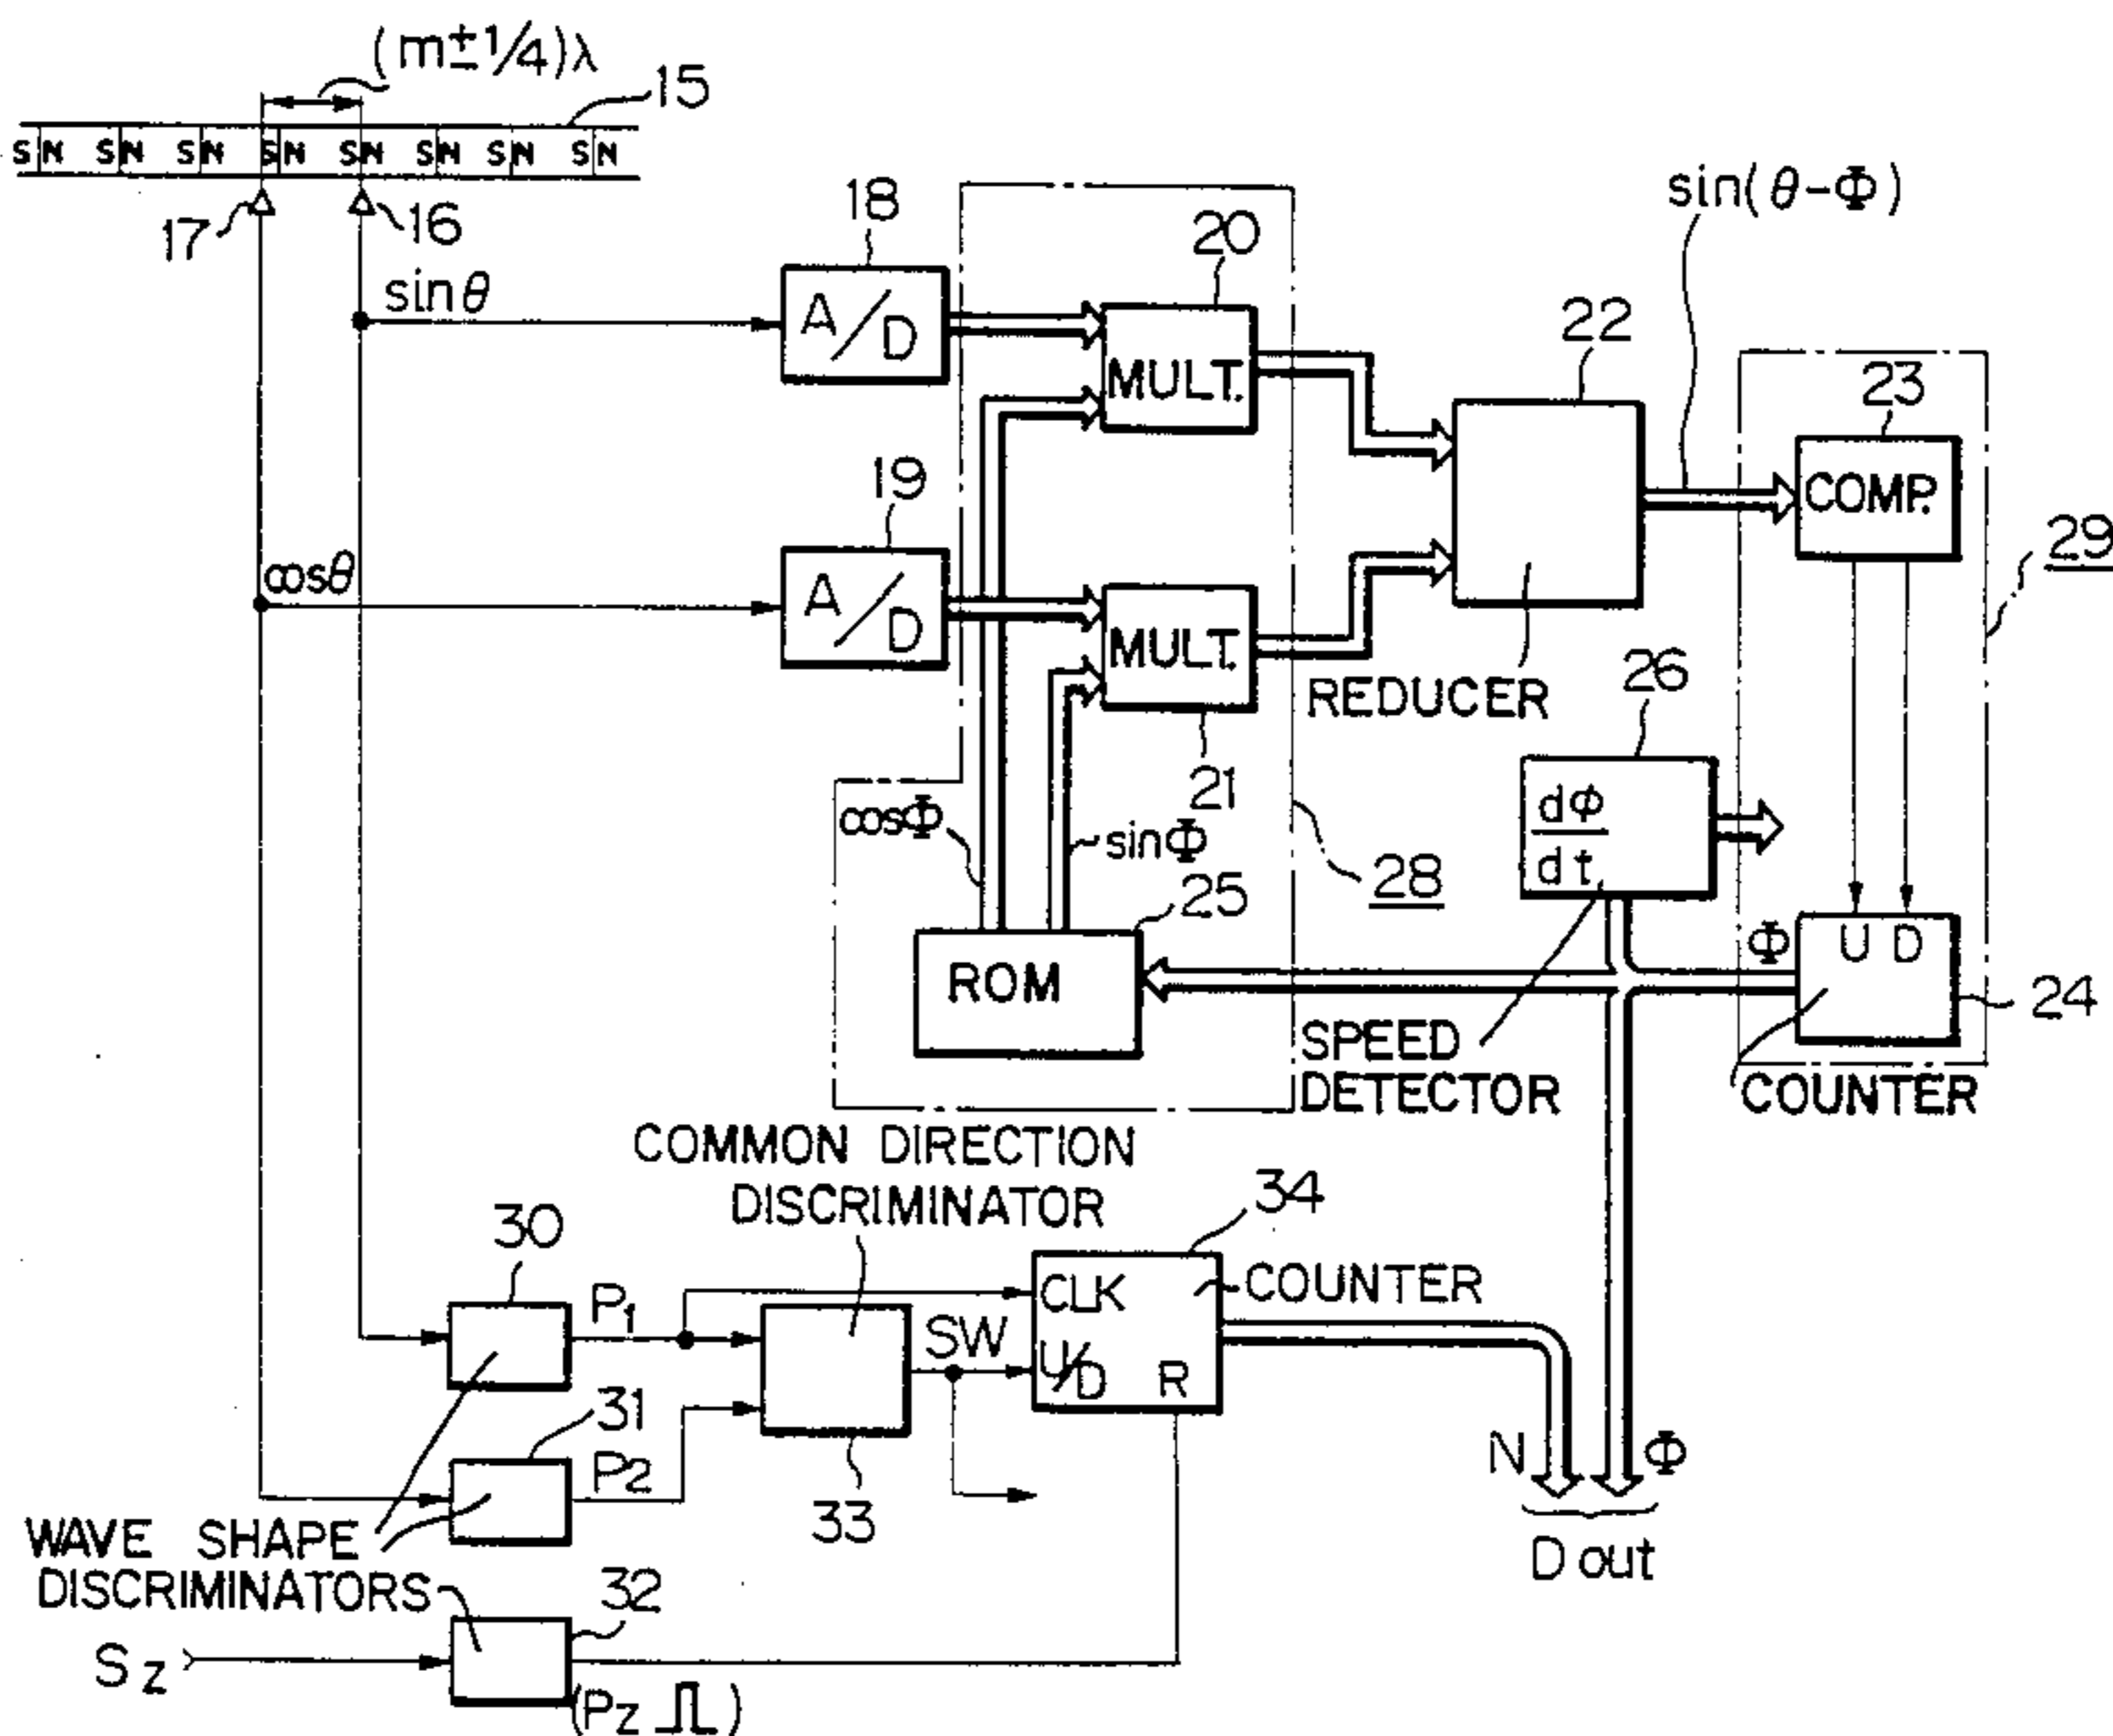 (m±1/4)λ
15
S N S N S N S N S N S N S N S N
17
16
sinθ
18
A/D
20
MULT.
sin(θ-Φ)
22
23
COMP.
29
cosθ
19
A/D
MULT.
21
REDUCER
26
dϕ
dt
28
cosΦ
sinΦ
25
ROM
Φ
U D
24
SPEED
DETECTOR
COUNTER
COMMON DIRECTION
DISCRIMINATOR
34
30
P1
CLK
COUNTER
SW
U/D
R
31
P2
33
N
Φ
WAVE SHAPE
DISCRIMINATORS
D out
32
Sz
(Pz )